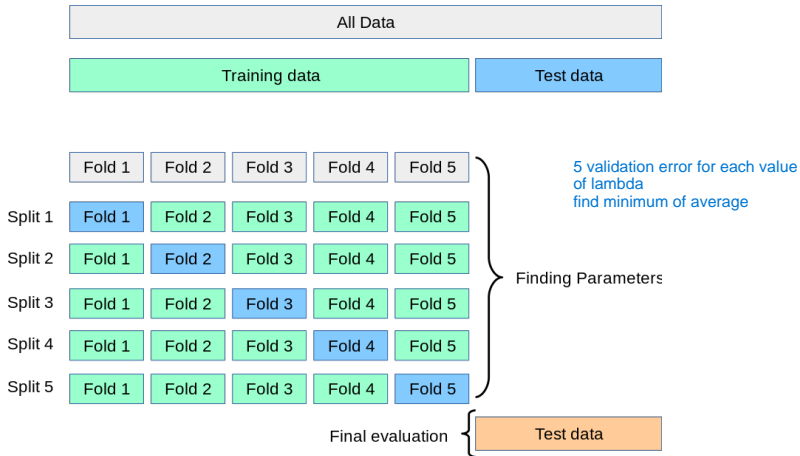 All Data
Training data Test data
Fold 1 Fold 2 Fold 3 Fold 4 Fold 5
5 validation error for each value
of lambda
find minimum of average
Split 1 Fold 1 Fold 2 Fold 3 Fold 4 Fold 5
Split 2 Fold 1 Fold 2 Fold 3 Fold 4 Fold 5
Finding Parameters
Split 3 Fold 1 Fold 2 Fold 3 Fold 4 Fold 5
Split 4 Fold 1 Fold 2 Fold 3 Fold 4 Fold 5
Split 5 Fold 1 Fold 2 Fold 3 Fold 4 Fold 5
Final evaluation Test data